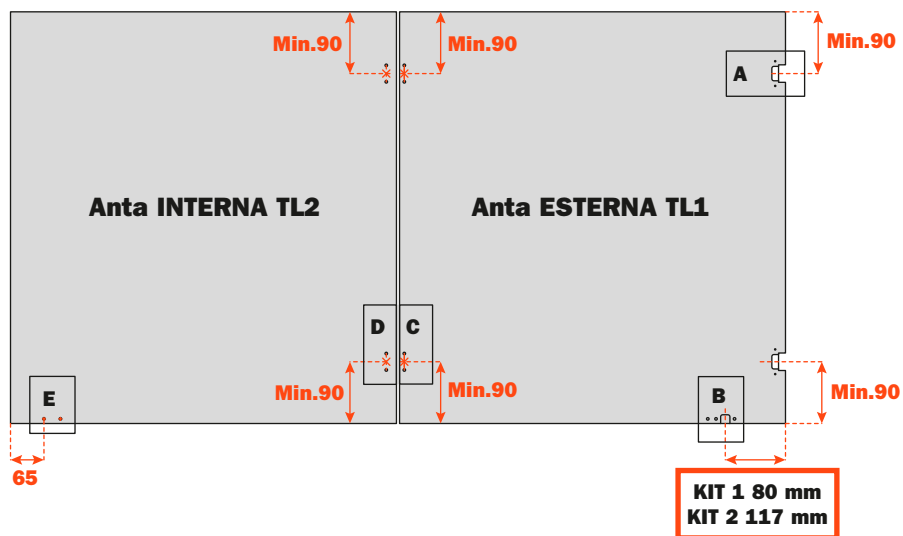 Min.90
Min.90
Min.90
A
Anta INTERNA TL2
Anta ESTERNA TL1
D
C
E
Min.90
Min.90
B
Min.90
65
KIT 1 80 mm
KIT 2 117 mm